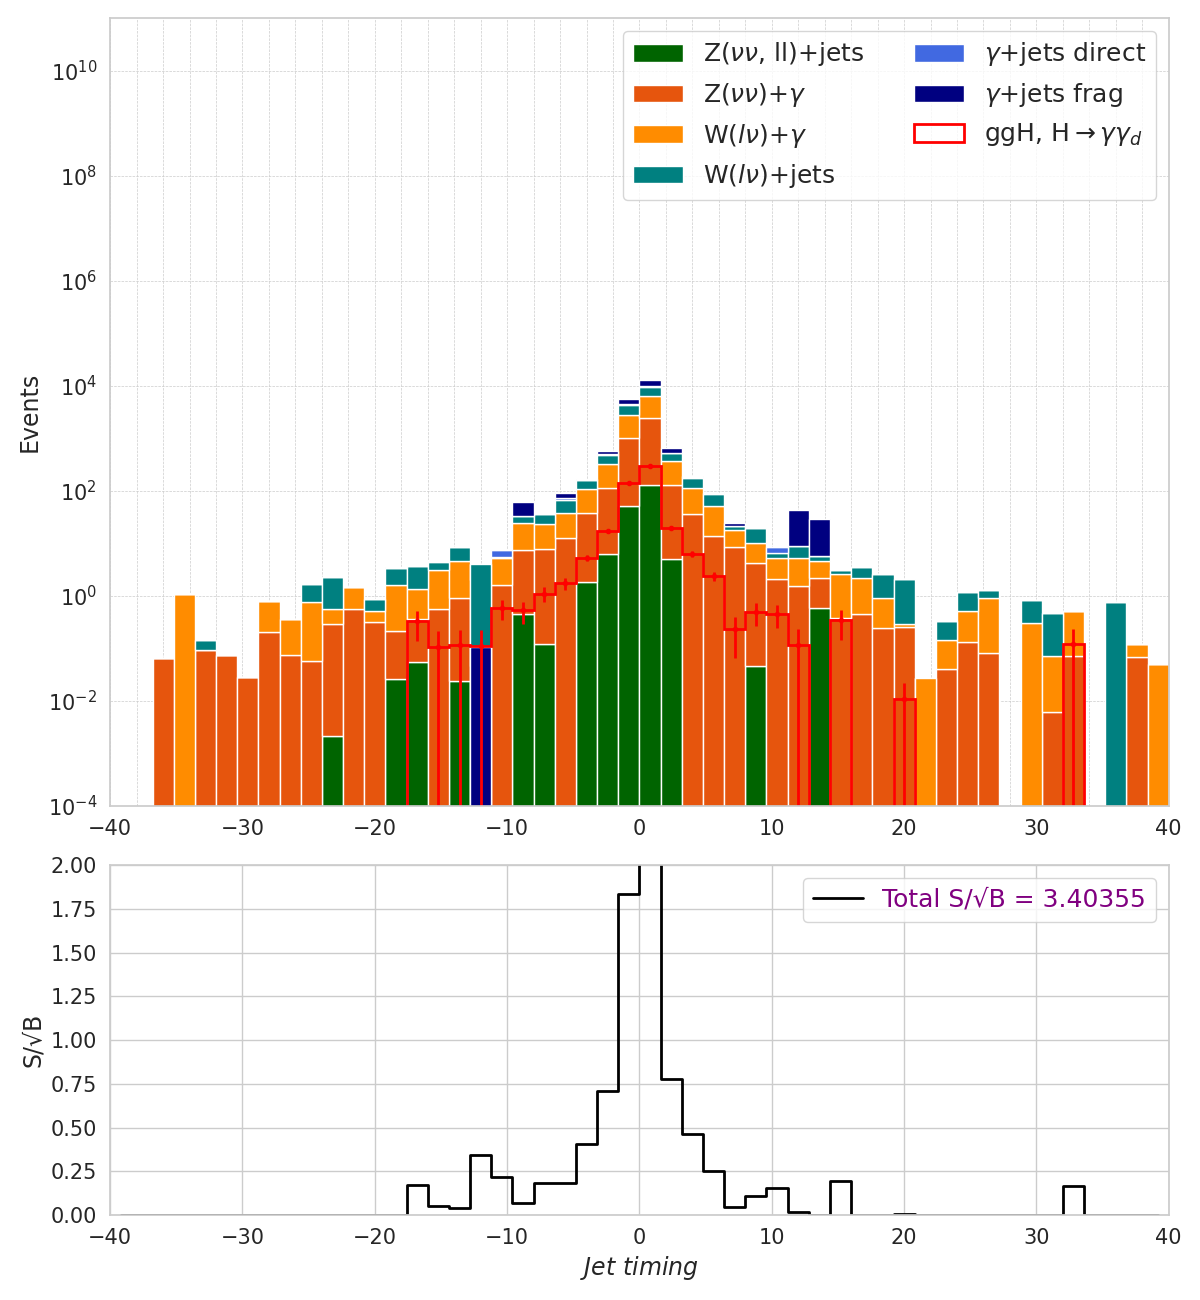 Z(νν, ll)+jets
Z(νν)+γ
W(lν)+γ
W(lν)+jets
γ+jets direct
γ+jets frag
ggH, H→γγ_d
Events
10^10
10^8
10^6
10^4
10^2
10^0
10^−2
10^−4
−40 −30 −20 −10 0 10 20 30 40
Total S/√B = 3.40355
S/√B
2.00
1.75
1.50
1.25
1.00
0.75
0.50
0.25
0.00
−40 −30 −20 −10 0 10 20 30 40
Jet timing